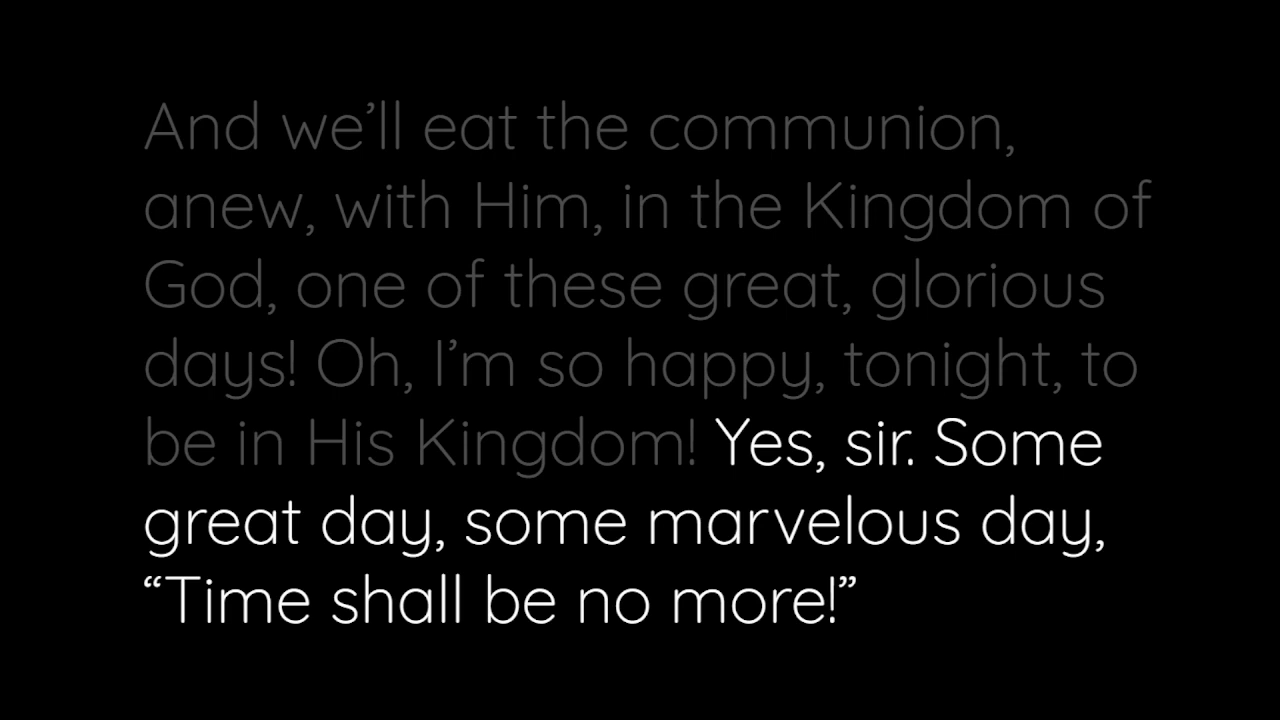 And we’ll eat the communion,
anew, with Him, in the Kingdom of
God, one of these great, glorious
days! Oh, I’m so happy, tonight, to
be in His Kingdom! Yes, sir. Some
great day, some marvelous day,
“Time shall be no more!”